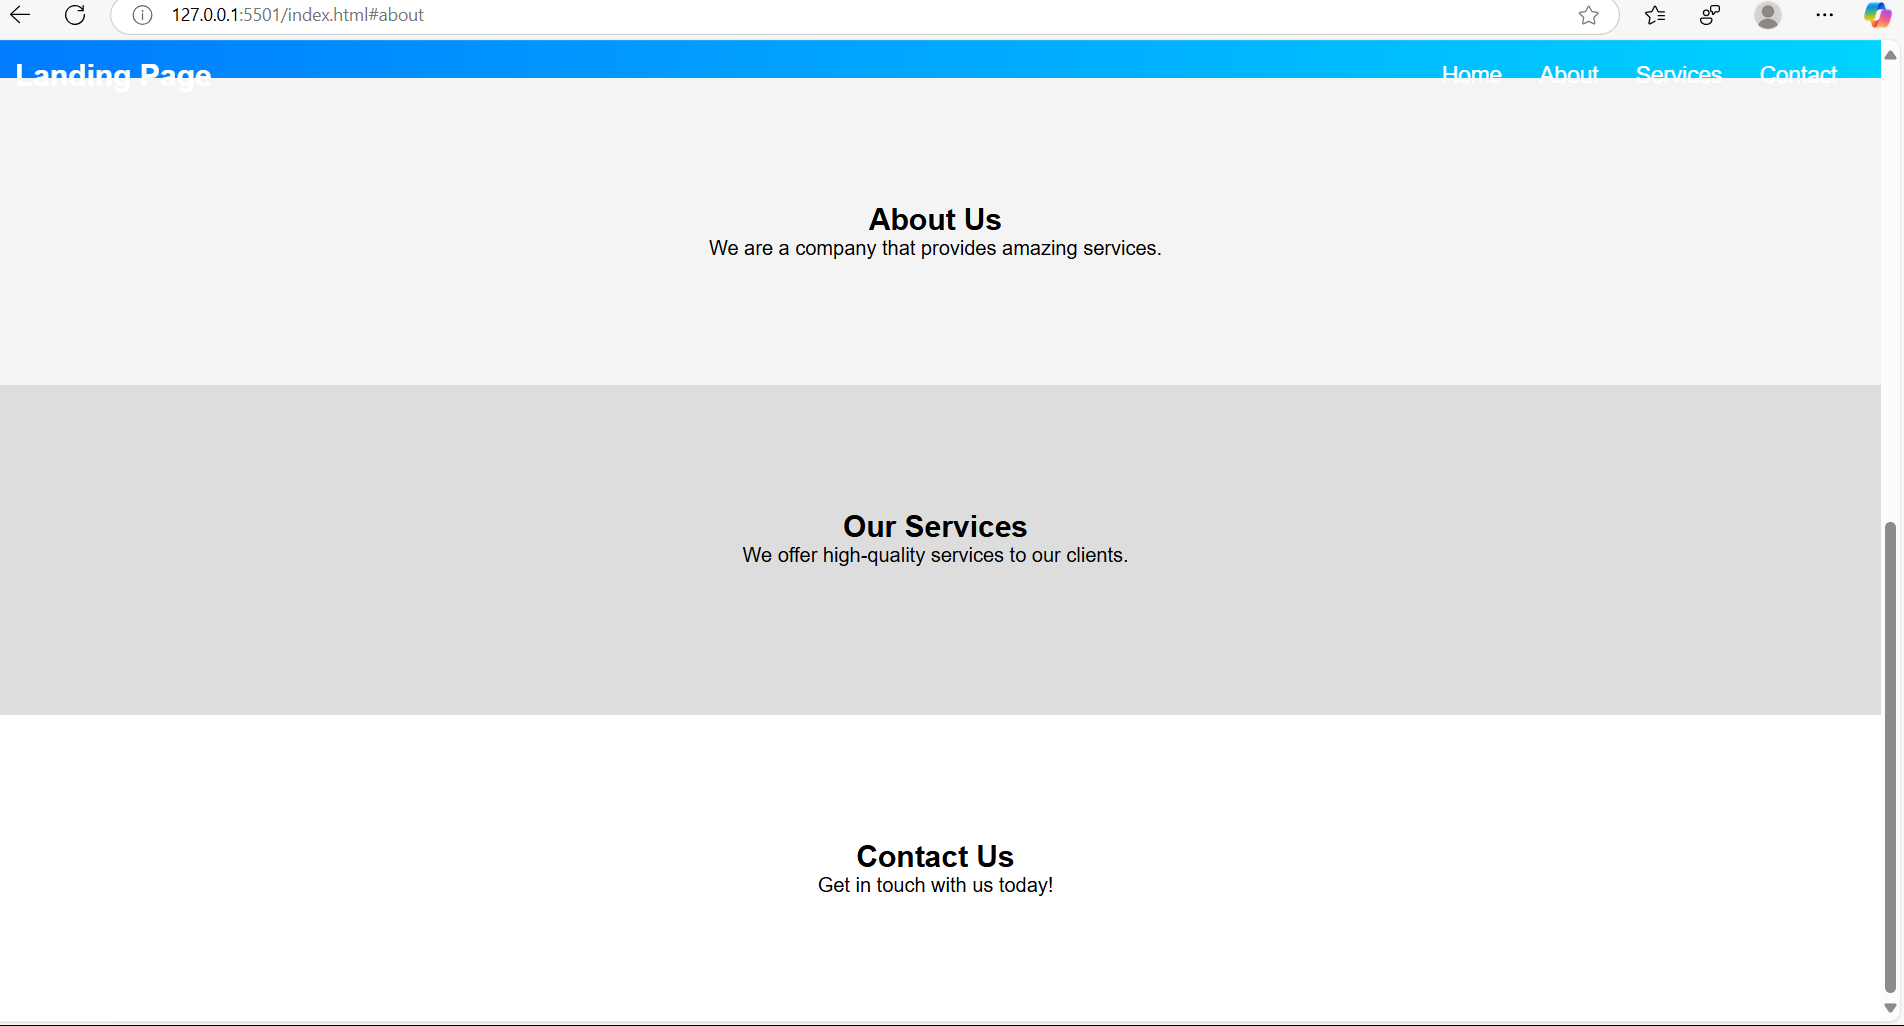 127.0.0.1:5501/index.html#about
Landing Page
Home About Services Contact
About Us
We are a company that provides amazing services.
Our Services
We offer high-quality services to our clients.
Contact Us
Get in touch with us today!